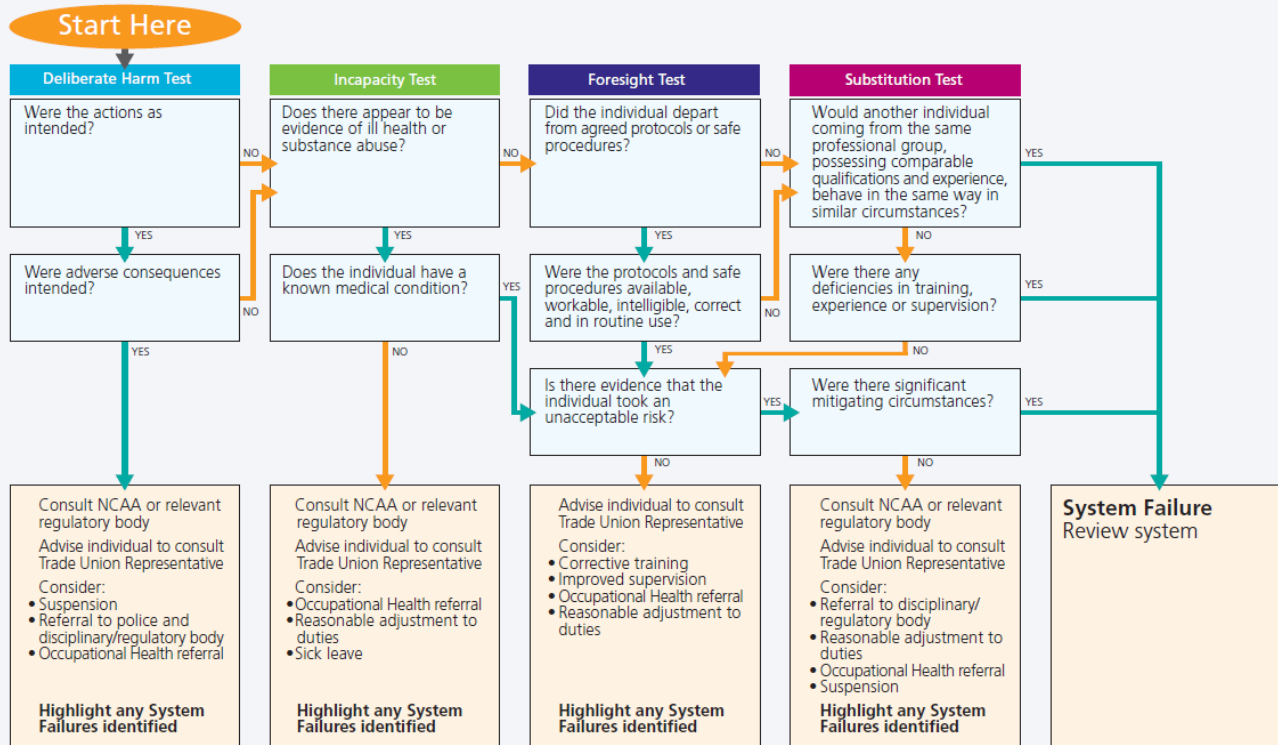 Start Here
Deliberate Harm Test
Incapacity Test
Foresight Test
Substitution Test
Were the actions as
intended?
NO
YES
Were adverse consequences
intended?
NO
YES
Does there appear to be
evidence of ill health or
substance abuse?
NO
YES
Does the individual have a
known medical condition?
YES
NO
Did the individual depart
from agreed protocols or safe
procedures?
NO
YES
Were the protocols and safe
procedures available,
workable, intelligible, correct
and in routine use?
NO
YES
Is there evidence that the
individual took an
unacceptable risk?
YES
NO
Would another individual
coming from the same
professional group,
possessing comparable
qualifications and experience,
behave in the same way in
similar circumstances?
YES
NO
Were there any
deficiencies in training,
experience or supervision?
YES
NO
Were there significant
mitigating circumstances?
YES
NO
Consult NCAA or relevant
regulatory body
Advise individual to consult
Trade Union Representative
Consider:
• Suspension
• Referral to police and
disciplinary/regulatory body
• Occupational Health referral
Highlight any System
Failures identified
Consult NCAA or relevant
regulatory body
Advise individual to consult
Trade Union Representative
Consider:
• Occupational Health referral
• Reasonable adjustment to
duties
• Sick leave
Highlight any System
Failures identified
Advise individual to consult
Trade Union Representative
Consider:
• Corrective training
• Improved supervision
• Occupational Health referral
• Reasonable adjustment to
duties
Highlight any System
Failures identified
Consult NCAA or relevant
regulatory body
Advise individual to consult
Trade Union Representative
Consider:
• Referral to disciplinary/
regulatory body
• Reasonable adjustment to
duties
• Occupational Health referral
• Suspension
Highlight any System
Failures identified
System Failure
Review system